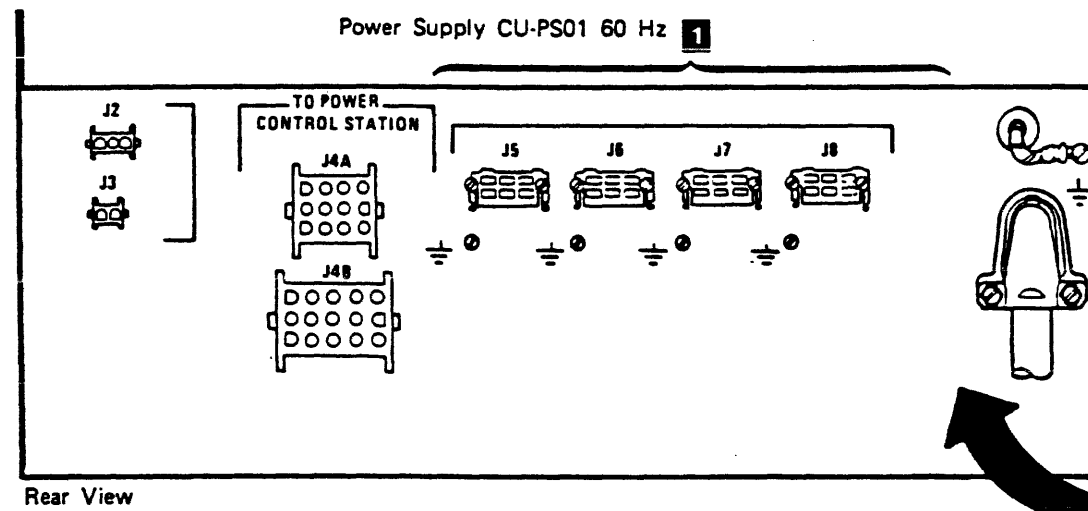 Power Supply CU-PS01 60 Hz 1
J2
TO POWER
CONTROL STATION
J3
J4A
J5 J6 J7 J8
J4B
Rear View